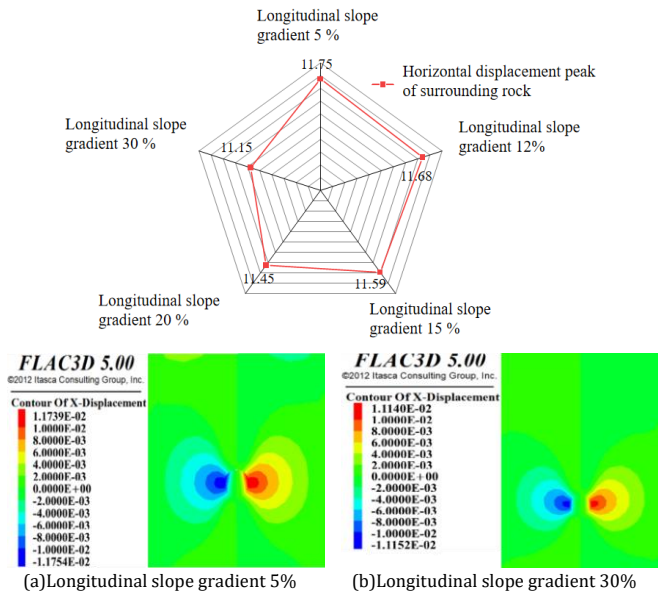 Longitudinal slope
gradient 5 %
11.75
Horizontal displacement peak
of surrounding rock
Longitudinal slope
gradient 30 %
11.15
Longitudinal slope
gradient 12%
11.68
11.45
11.59
Longitudinal slope
gradient 20 %
Longitudinal slope
gradient 15 %
FLAC3D 5.00
©2012 Itasca Consulting Group, Inc.
Contour Of X-Displacement
1.1739E-02
1.0000E-02
8.0000E-03
6.0000E-03
4.0000E-03
2.0000E-03
0.0000E+00
-2.0000E-03
-4.0000E-03
-6.0000E-03
-8.0000E-03
-1.0000E-02
-1.1754E-02
(a)Longitudinal slope gradient 5%
FLAC3D 5.00
©2012 Itasca Consulting Group, Inc.
Contour Of X-Displacement
1.1140E-02
1.0000E-02
8.0000E-03
6.0000E-03
4.0000E-03
2.0000E-03
0.0000E+00
-2.0000E-03
-4.0000E-03
-6.0000E-03
-8.0000E-03
-1.0000E-02
-1.1152E-02
(b)Longitudinal slope gradient 30%